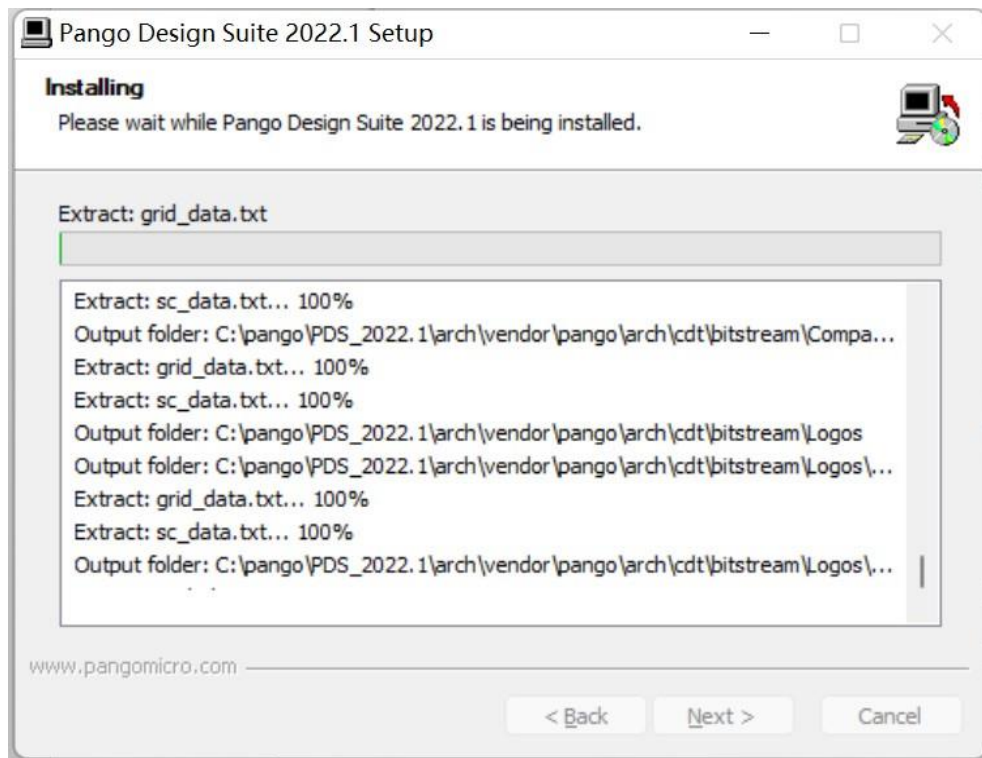 Pango Design Suite 2022.1 Setup
Installing
Please wait while Pango Design Suite 2022.1 is being installed.
Extract: grid_data.txt
Extract: sc_data.txt... 100%
Output folder: C:\pango\PDS_2022.1\arch\vendor\pango\arch\cdt\bitstream\Compa...
Extract: grid_data.txt... 100%
Extract: sc_data.txt... 100%
Output folder: C:\pango\PDS_2022.1\arch\vendor\pango\arch\cdt\bitstream\Logos
Output folder: C:\pango\PDS_2022.1\arch\vendor\pango\arch\cdt\bitstream\Logos\...
Extract: grid_data.txt... 100%
Extract: sc_data.txt... 100%
Output folder: C:\pango\PDS_2022.1\arch\vendor\pango\arch\cdt\bitstream\Logos\...
www.pangomicro.com
< Back Next > Cancel